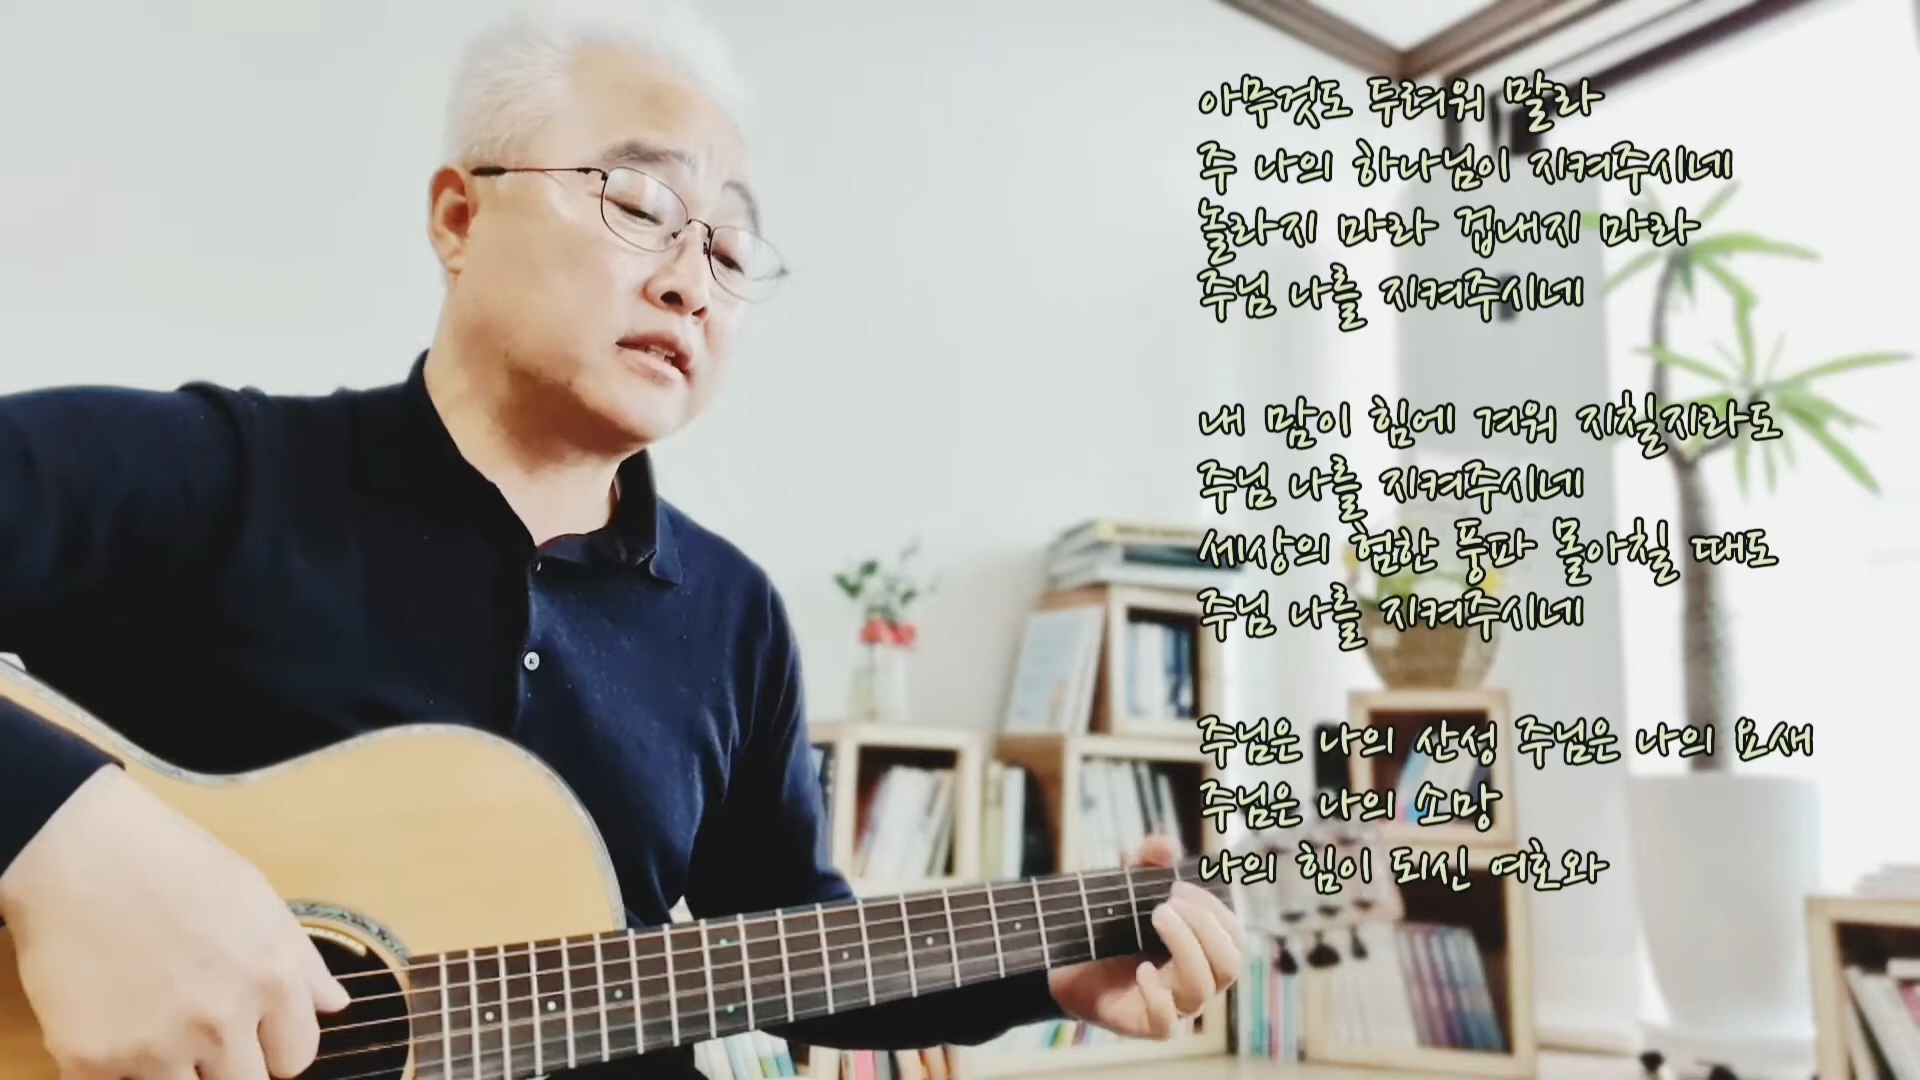 아무것도 두려워 말라
주 나의 하나님이 지켜주시네
놀라지 마라 겁내지 마라
주님 나를 지켜주시네
내 맘이 힘에 겨워 지칠지라도
주님 나를 지켜주시네
세상의 험한 풍파 몰아칠 때도
주님 나를 지켜주시네
주님은 나의 산성 주님은 나의 요새
주님은 나의 소망
나의 힘이 되신 여호와